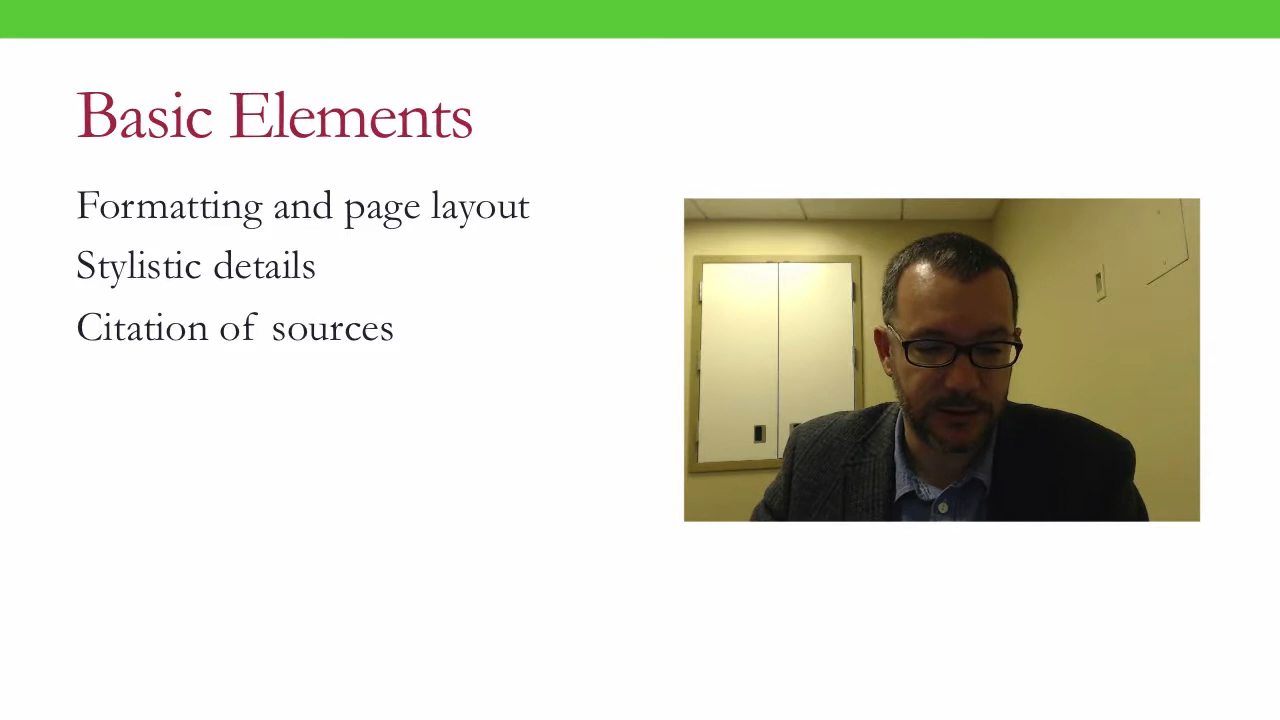 Basic Elements
Formatting and page layout
Stylistic details
Citation of sources